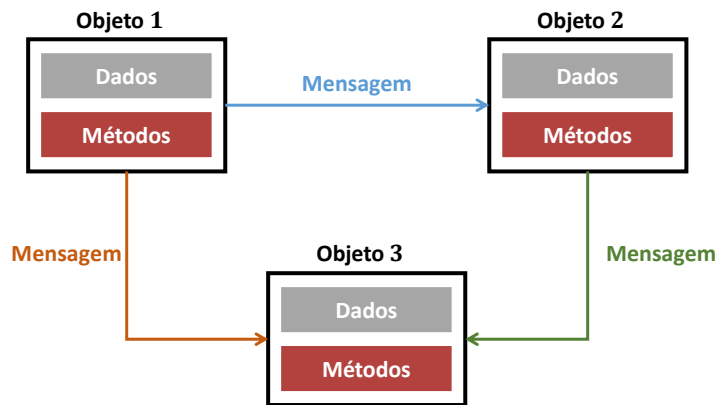 Objeto 1
Objeto 2
Dados
Métodos
Mensagem
Dados
Métodos
Mensagem
Mensagem
Objeto 3
Dados
Métodos